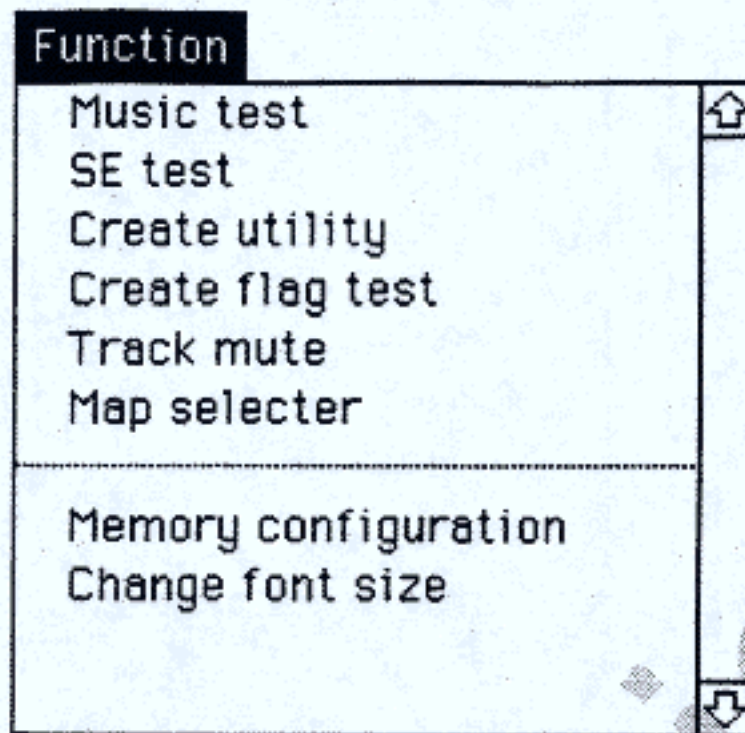 Function
Music test
SE test
Create utility
Create flag test
Track mute
Map selecter
Memory configuration
Change font size